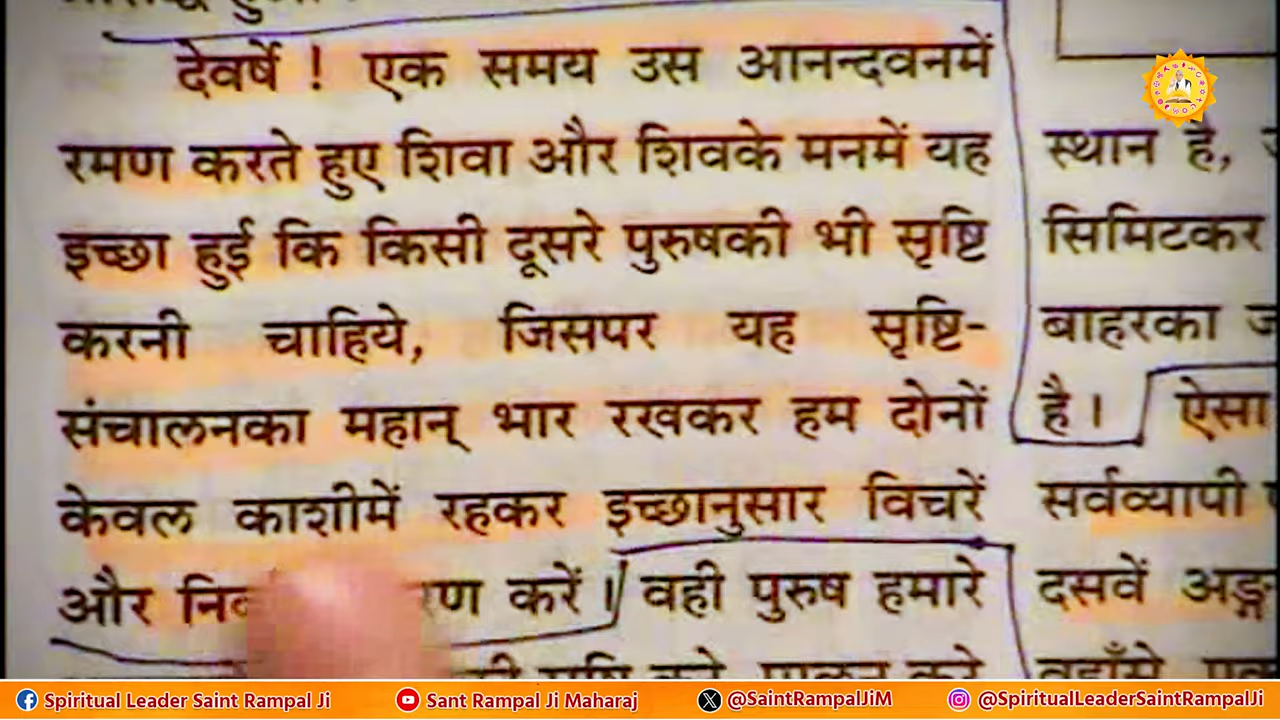 देवर्षे ! एक समय उस आनन्दवनमें
रमण करते हुए शिवा और शिवके मनमें यह
इच्छा हुई कि किसी दूसरे पुरुषकी भी सृष्टि
करनी चाहिये, जिसपर यह सृष्टि-
संचालनका महान् भार रखकर हम दोनों
केवल काशीमें रहकर इच्छानुसार विचरें
और करें । वही पुरुष हमारे
स्थान है,
सिमिटकर
बाहरका
है । ऐसा
सर्वव्यापी
दसवें
Spiritual Leader Saint Rampal Ji
Sant Rampal Ji Maharaj
@SaintRampalJiM
@SpiritualLeaderSaintRampalJi